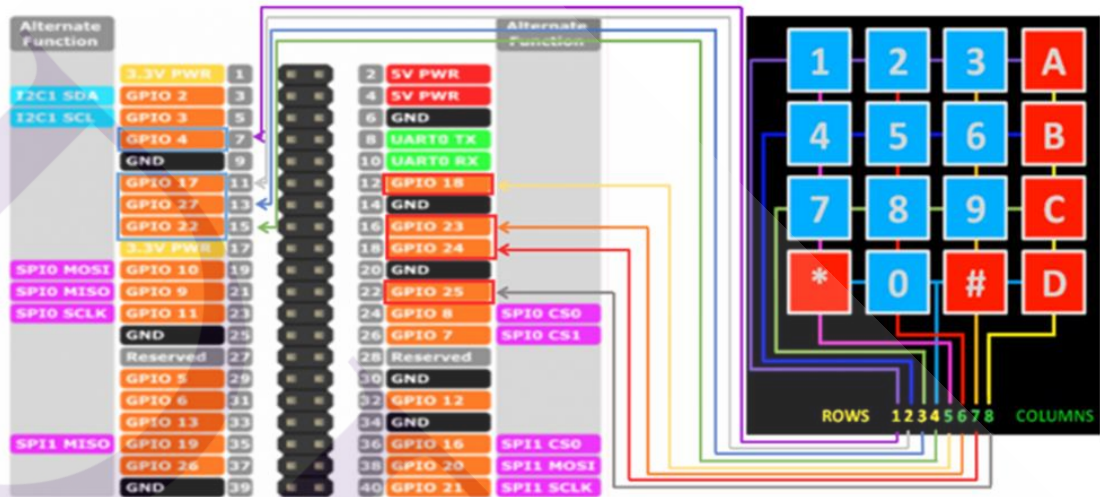 Alternate Function
Alternate Function
3.3V PWR 1 2 5V PWR
I2C1 SDA GPIO 2 3 4 5V PWR
I2C1 SCL GPIO 3 5 6 GND
GPIO 4 7 8 UART0 TX
GND 9 10 UART0 RX
GPIO 17 11 12 GPIO 18
GPIO 27 13 14 GND
GPIO 22 15 16 GPIO 23
3.3V PWR 17 18 GPIO 24
SPI0 MOSI GPIO 10 19 20 GND
SPI0 MISO GPIO 9 21 22 GPIO 25
SPI0 SCLK GPIO 11 23 24 GPIO 8 SPI0 CS0
GND 25 26 GPIO 7 SPI0 CS1
Reserved 27 28 Reserved
GPIO 5 29 30 GND
GPIO 6 31 32 GPIO 12
GPIO 13 33 34 GND
SPI1 MISO GPIO 19 35 36 GPIO 16 SPI1 CS0
GPIO 26 37 38 GPIO 20 SPI1 MOSI
GND 39 40 GPIO 21 SPI1 SCLK
1 2 3 A
4 5 6 B
7 8 9 C
* 0 # D
ROWS 1 2 3 4 5 6 7 8 COLUMNS